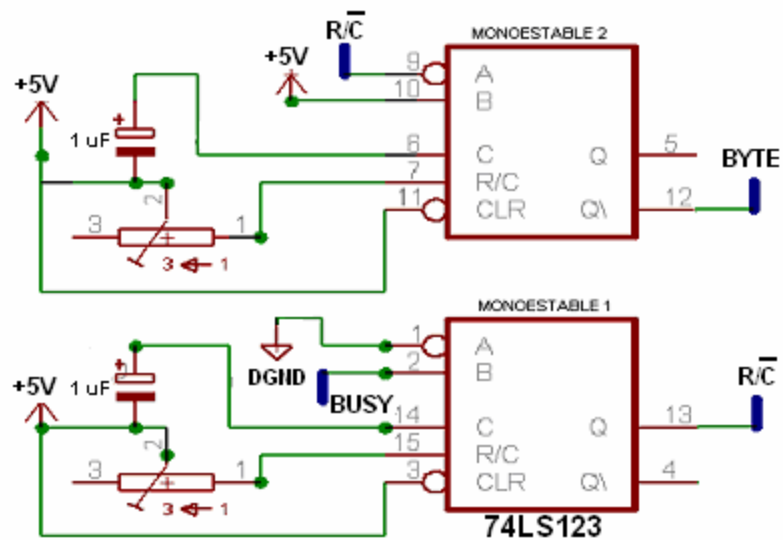 R/C̅
MONOESTABLE 2
+5V
+5V
9
A
10
B
1 uF
6
C
Q
5
BYTE
7
R/C
11
CLR
Q\
12
2
3
1
3 1
MONOESTABLE 1
1
A
2
B
DGND
BUSY
R/C̅
+5V
1 uF
14
C
Q
13
15
R/C
3
CLR
Q\
4
2
3
1
3 1
74LS123